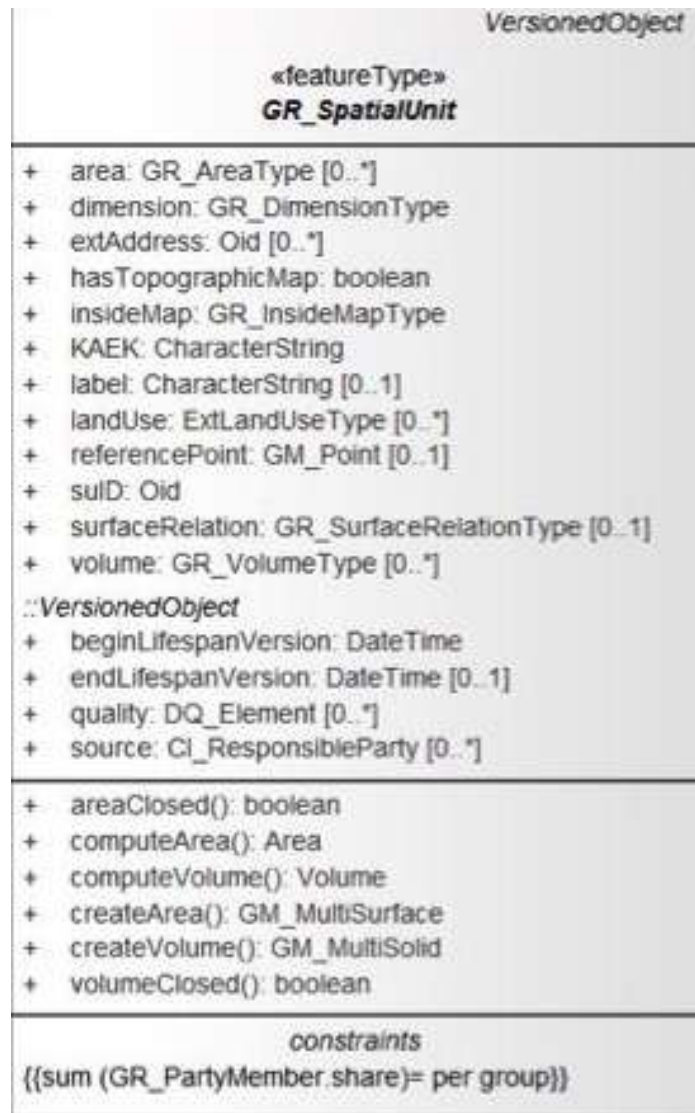 VersionedObject
«featureType»
GR_SpatialUnit
+ area: GR_AreaType [0..*]
+ dimension: GR_DimensionType
+ extAddress: Oid [0..*]
+ hasTopographicMap: boolean
+ insideMap: GR_InsideMapType
+ KAEK: CharacterString
+ label: CharacterString [0..1]
+ landUse: ExtLandUseType [0..*]
+ referencePoint: GM_Point [0..1]
+ suID: Oid
+ surfaceRelation: GR_SurfaceRelationType [0..1]
+ volume: GR_VolumeType [0..*]
::VersionedObject
+ beginLifespanVersion: DateTime
+ endLifespanVersion: DateTime [0..1]
+ quality: DQ_Element [0..*]
+ source: CI_ResponsibleParty [0..*]
+ areaClosed(): boolean
+ computeArea(): Area
+ computeVolume(): Volume
+ createArea(): GM_MultiSurface
+ createVolume(): GM_MultiSolid
+ volumeClosed(): boolean
constraints
{{sum (GR_PartyMember.share)= per group}}